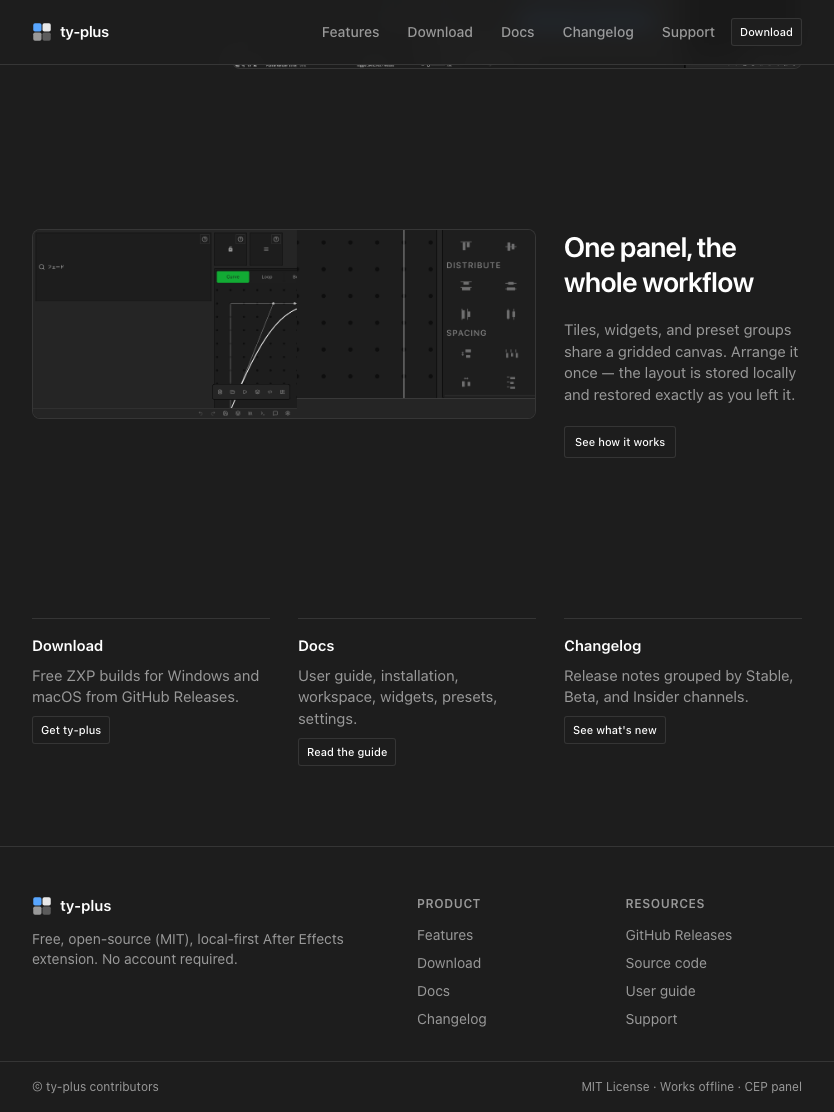 ty-plus
Features
Download
Docs
Changelog
Support
Download
Curve
Loop
DISTRIBUTE
SPACING
One panel, the
whole workflow
Tiles, widgets, and preset groups
share a gridded canvas. Arrange it
once — the layout is stored locally
and restored exactly as you left it.
See how it works
Download
Free ZXP builds for Windows and
macOS from GitHub Releases.
Get ty-plus
Docs
User guide, installation,
workspace, widgets, presets,
settings.
Read the guide
Changelog
Release notes grouped by Stable,
Beta, and Insider channels.
See what's new
ty-plus
Free, open-source (MIT), local-first After Effects
extension. No account required.
PRODUCT
Features
Download
Docs
Changelog
RESOURCES
GitHub Releases
Source code
User guide
Support
© ty-plus contributors
MIT License · Works offline · CEP panel